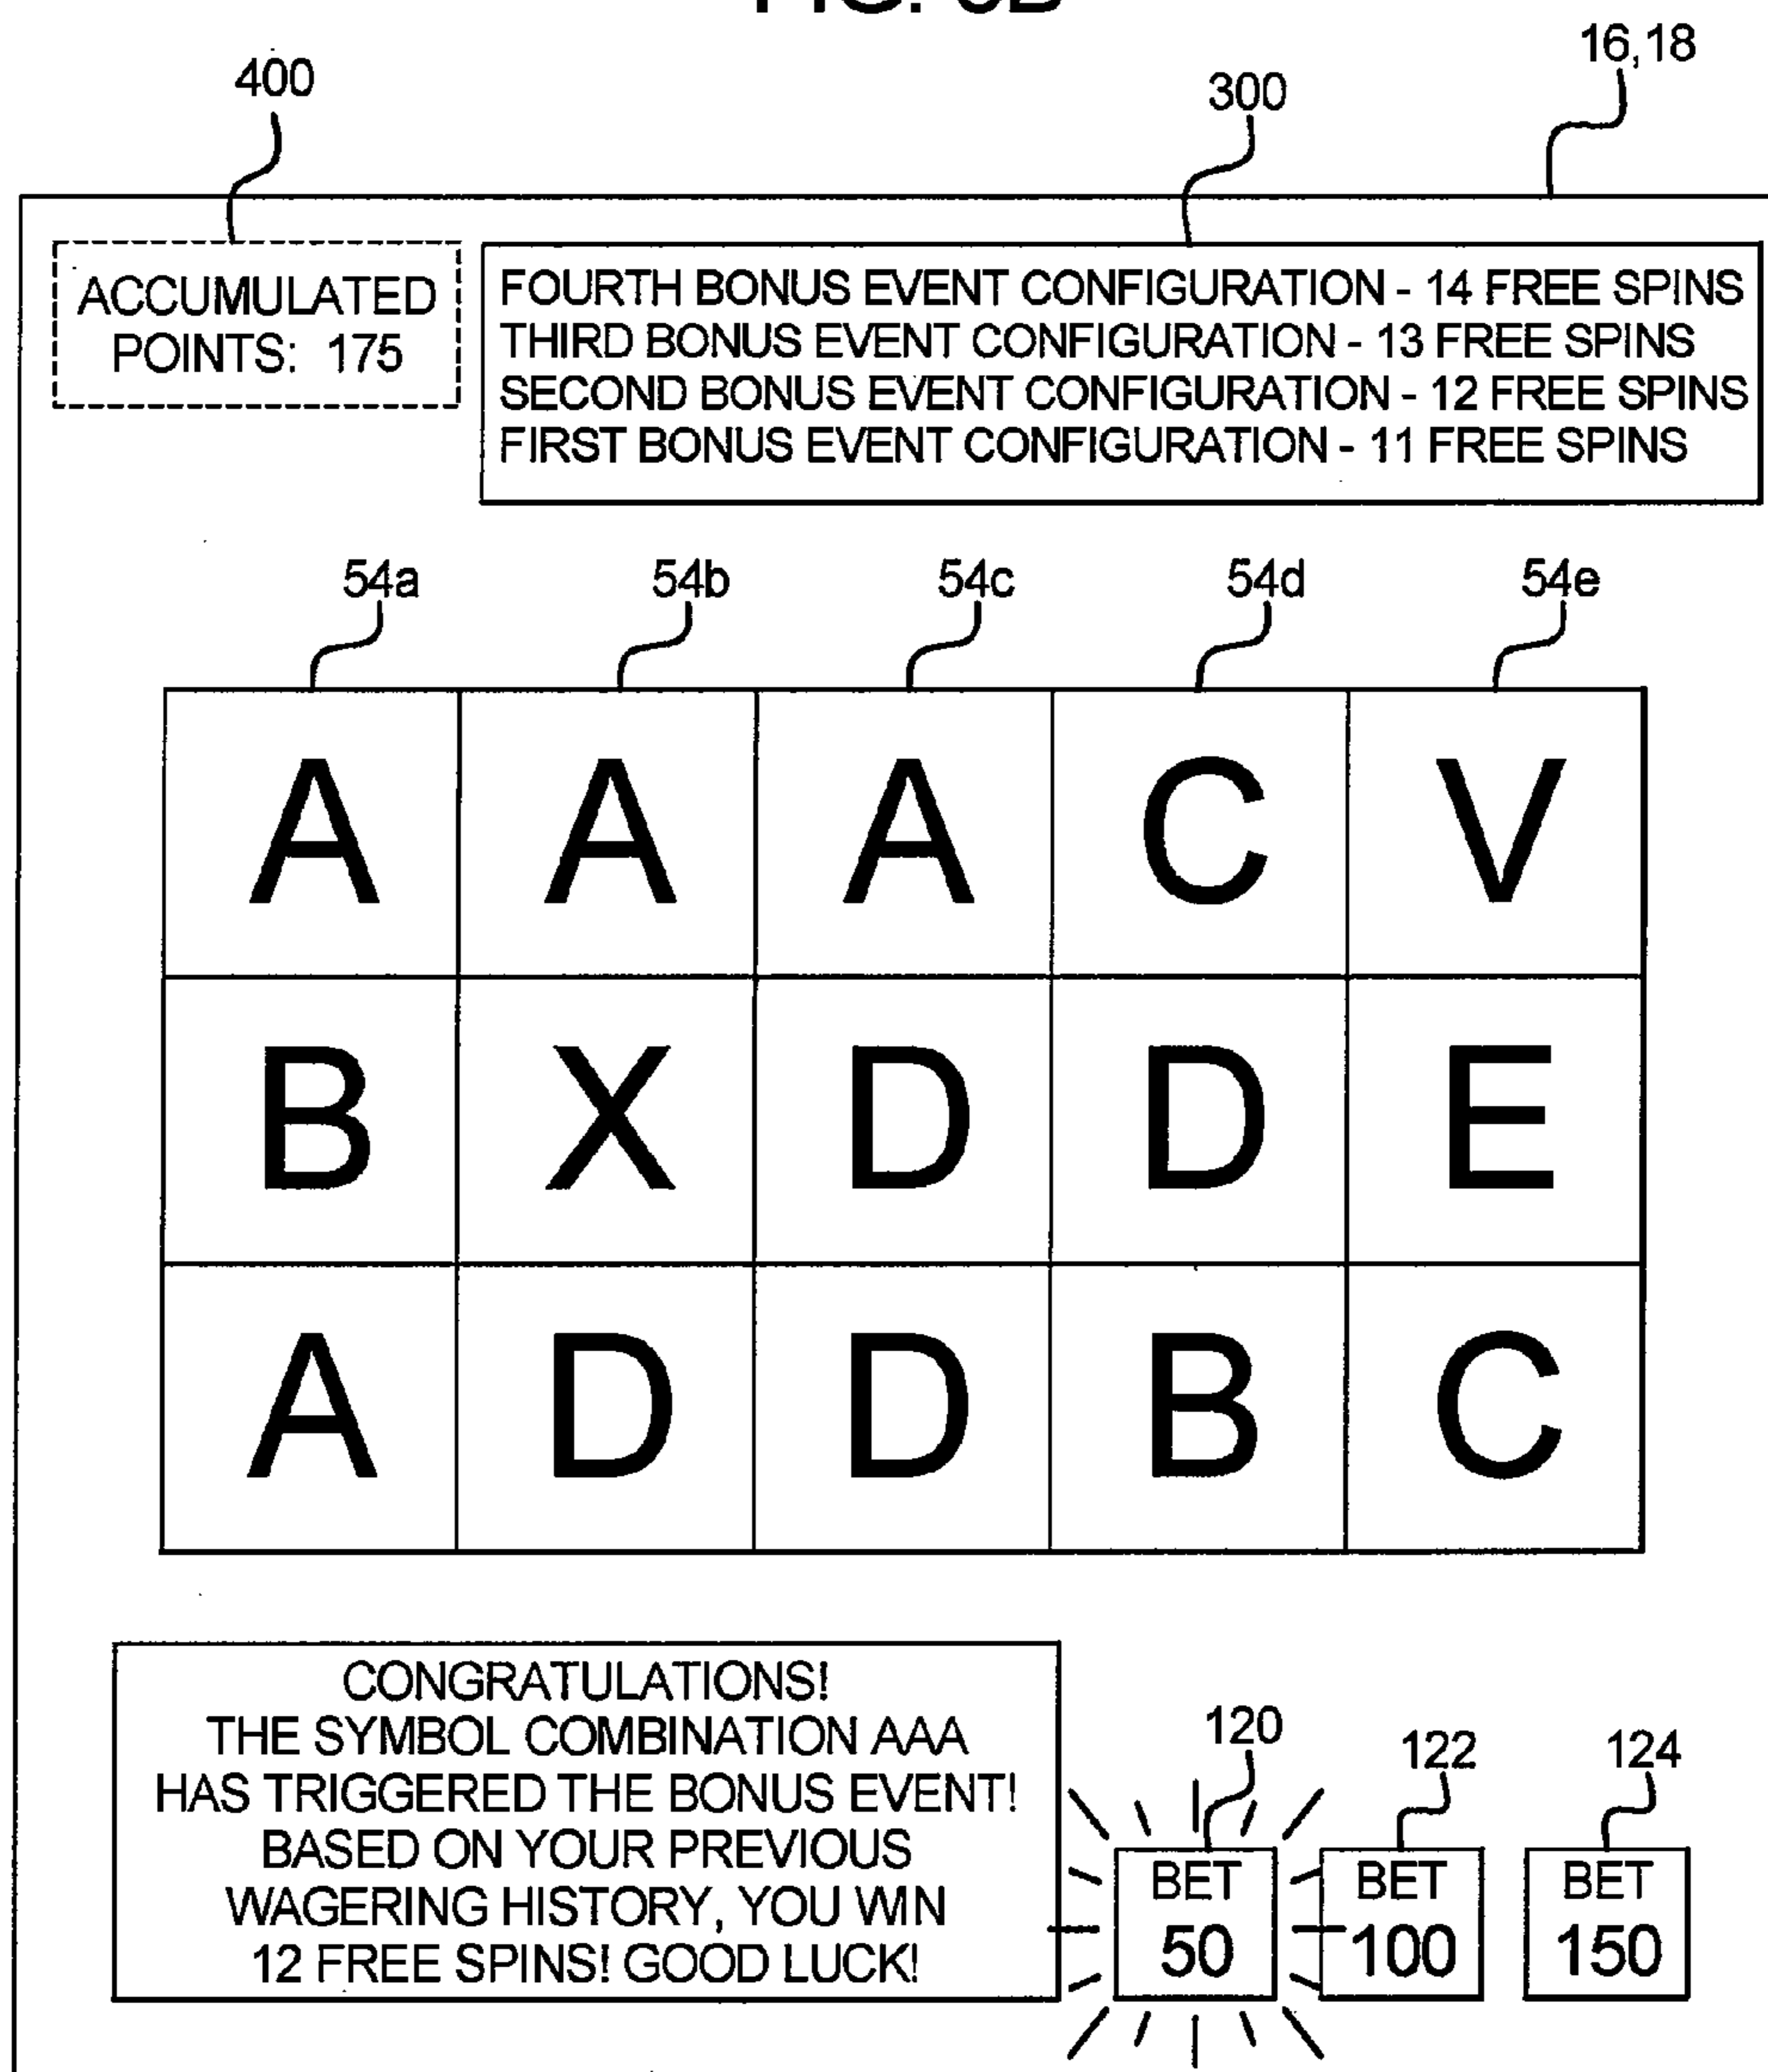 16,18
400
300
ACCUMULATED
POINTS: 175
FOURTH BONUS EVENT CONFIGURATION - 14 FREE SPINS
THIRD BONUS EVENT CONFIGURATION - 13 FREE SPINS
SECOND BONUS EVENT CONFIGURATION - 12 FREE SPINS
FIRST BONUS EVENT CONFIGURATION - 11 FREE SPINS
54a 54b 54c 54d 54e
A A A C V
B X D D E
A D D B C
CONGRATULATIONS!
THE SYMBOL COMBINATION AAA
HAS TRIGGERED THE BONUS EVENT!
BASED ON YOUR PREVIOUS
WAGERING HISTORY, YOU WIN
12 FREE SPINS! GOOD LUCK!
120
122
124
BET
50
BET
100
BET
150